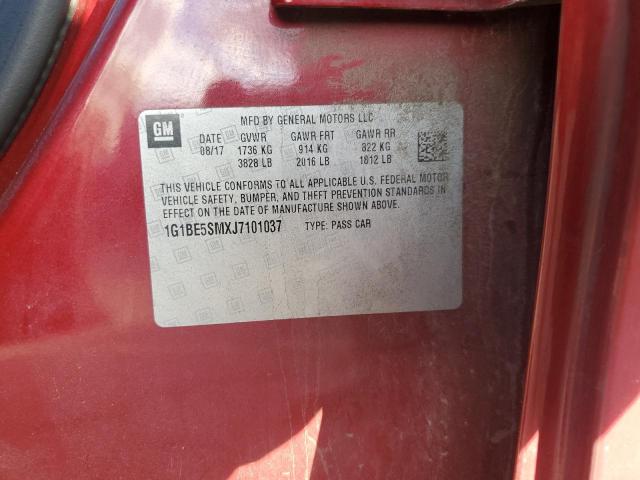 GM
MFD BY GENERAL MOTORS LLC
DATE GVWR GAWR FRT GAWR RR
08/17 1736 KG 914 KG 822 KG
3828 LB 2016 LB 1812 LB
THIS VEHICLE CONFORMS TO ALL APPLICABLE U.S. FEDERAL MOTOR
VEHICLE SAFETY, BUMPER, AND THEFT PREVENTION STANDARDS IN
EFFECT ON THE DATE OF MANUFACTURE SHOWN ABOVE.
1G1BE5SMXJ7101037 TYPE: PASS CAR